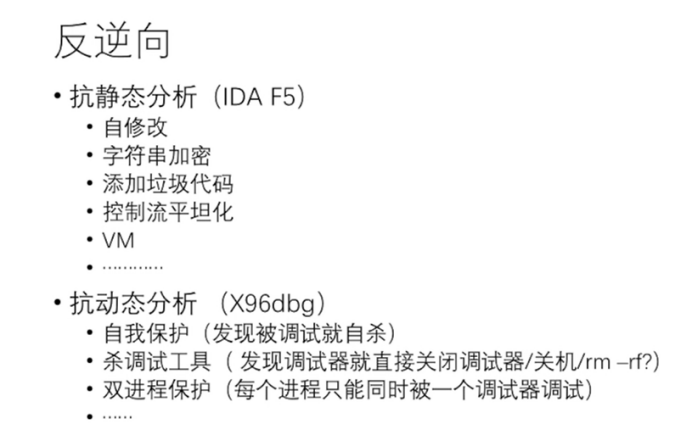 反逆向
• 抗静态分析（IDA F5）
• 自修改
• 字符串加密
• 添加垃圾代码
• 控制流平坦化
• VM
• …………
• 抗动态分析 （X96dbg）
• 自我保护（发现被调试就自杀）
• 杀调试工具（ 发现调试器就直接关闭调试器/关机/rm –rf?）
• 双进程保护（每个进程只能同时被一个调试器调试）
• ……